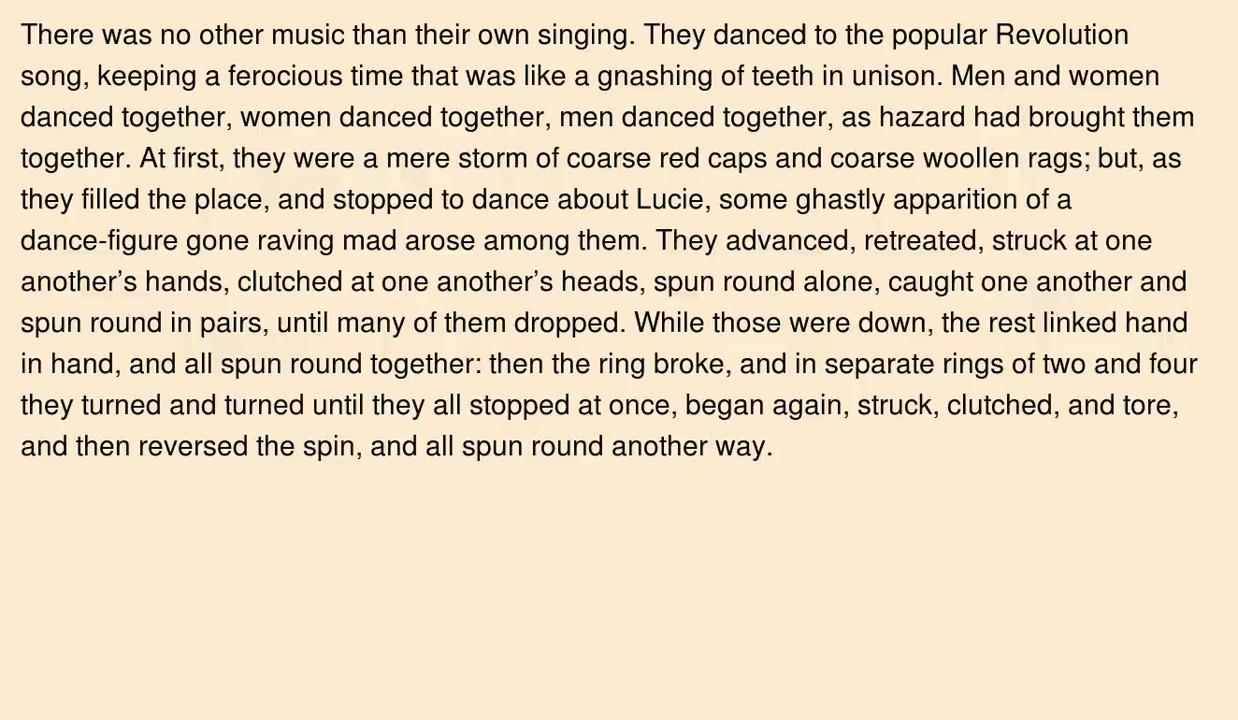 There was no other music than their own singing. They danced to the popular Revolution
song, keeping a ferocious time that was like a gnashing of teeth in unison. Men and women
danced together, women danced together, men danced together, as hazard had brought them
together. At first, they were a mere storm of coarse red caps and coarse woollen rags; but, as
they filled the place, and stopped to dance about Lucie, some ghastly apparition of a
dance-figure gone raving mad arose among them. They advanced, retreated, struck at one
another’s hands, clutched at one another’s heads, spun round alone, caught one another and
spun round in pairs, until many of them dropped. While those were down, the rest linked hand
in hand, and all spun round together: then the ring broke, and in separate rings of two and four
they turned and turned until they all stopped at once, began again, struck, clutched, and tore,
and then reversed the spin, and all spun round another way.